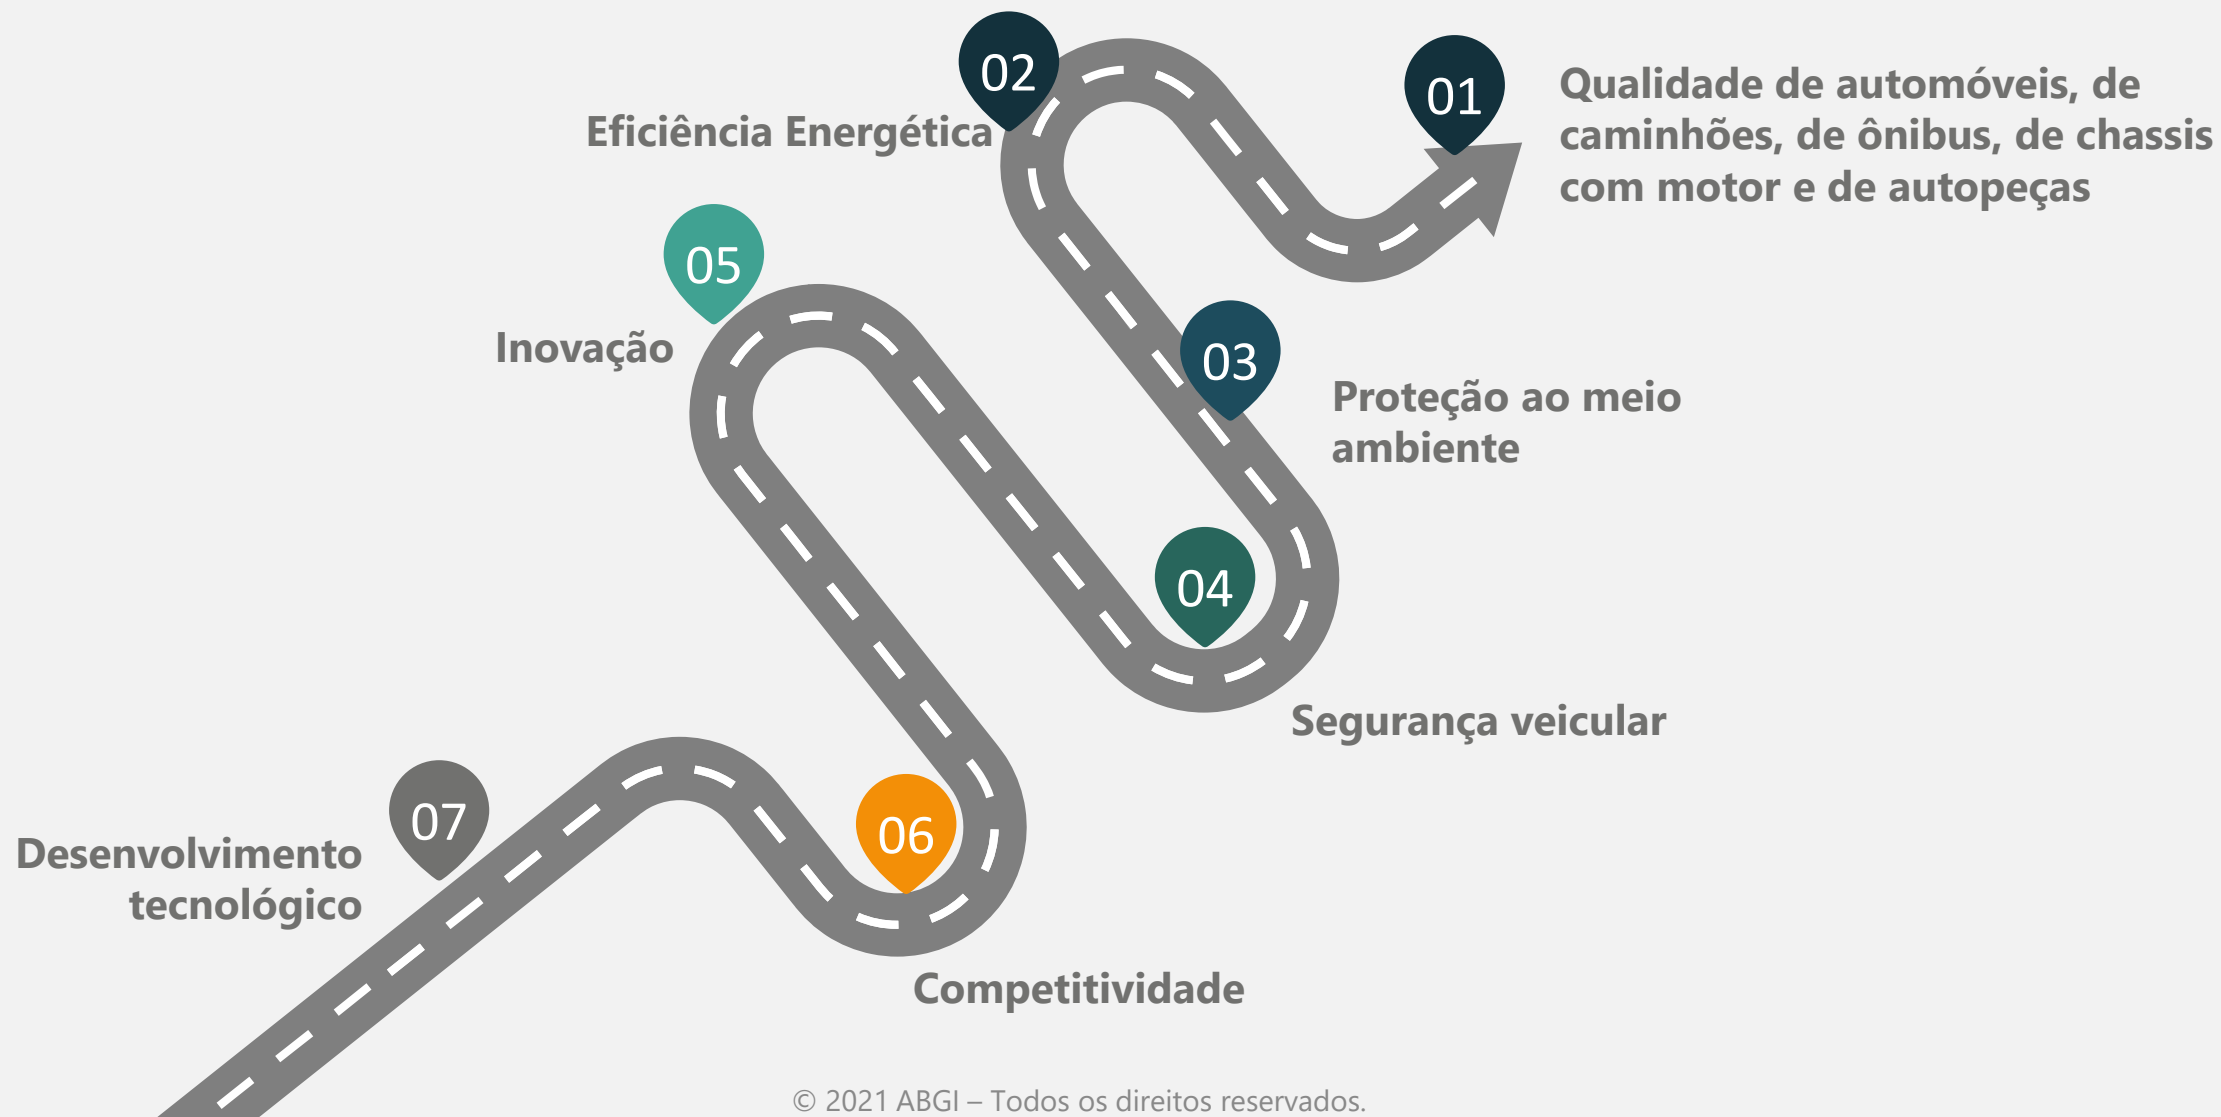 01
Qualidade de automóveis, de
caminhões, de ônibus, de chassis
com motor e de autopeças
02
Eficiência Energética
03
Proteção ao meio
ambiente
04
Segurança veicular
05
Inovação
06
Competitividade
07
Desenvolvimento
tecnológico
© 2021 ABGI – Todos os direitos reservados.